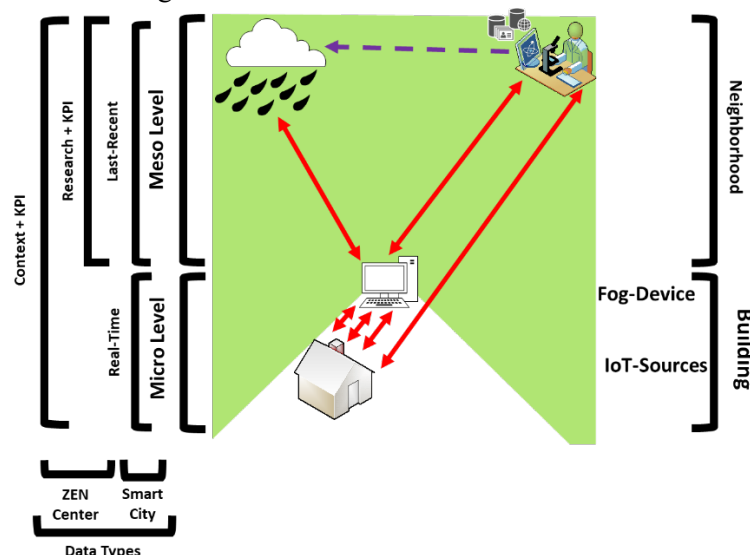 Context + KPI
Research + KPI
Last-Recent
Meso Level
Real-Time
Micro Level
Neighborhood
Building
Fog-Device
IoT-Sources
ZEN
Center
Smart
City
Data Types